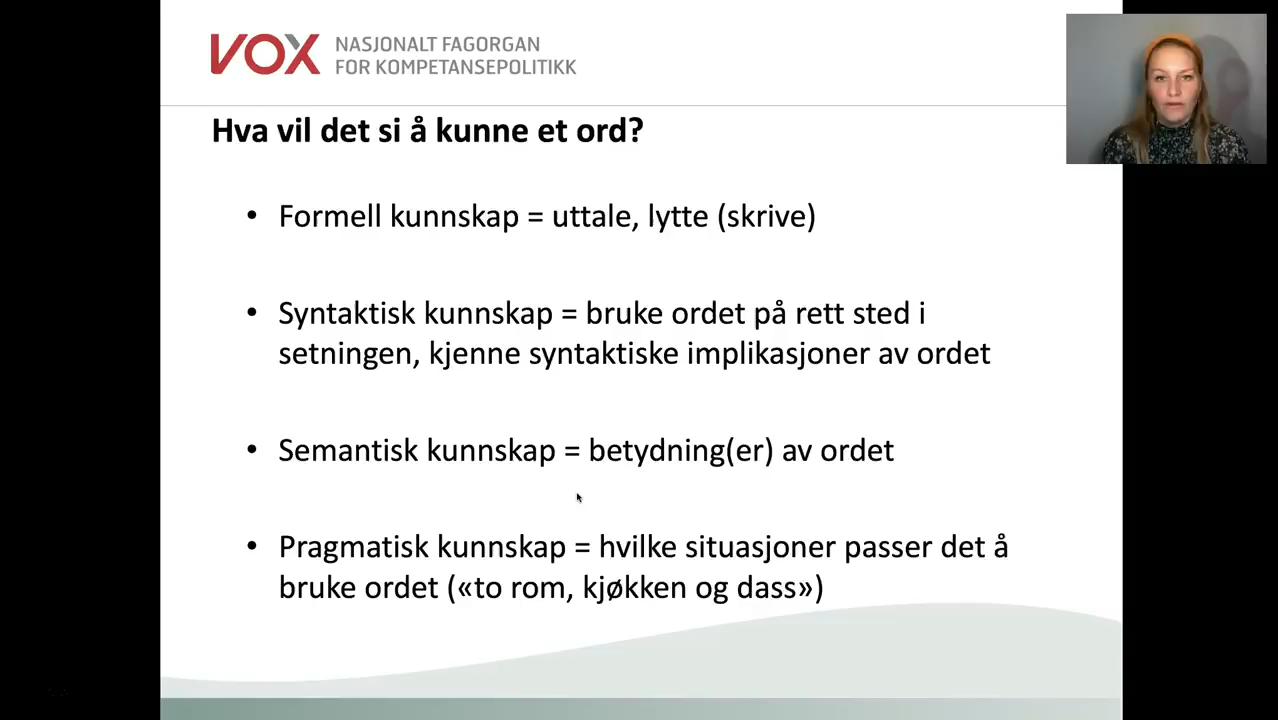 VOX NASJONALT FAGORGAN
FOR KOMPETANSEPOLITIKK
Hva vil det si å kunne et ord?
• Formell kunnskap = uttale, lytte (skrive)
• Syntaktisk kunnskap = bruke ordet på rett sted i
setningen, kjenne syntaktiske implikasjoner av ordet
• Semantisk kunnskap = betydning(er) av ordet
• Pragmatisk kunnskap = hvilke situasjoner passer det å
bruke ordet («to rom, kjøkken og dass»)